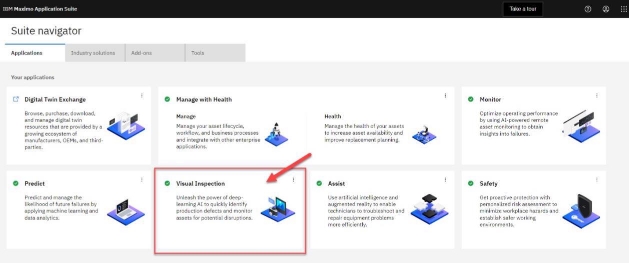 IBM Maximo Application Suite
Take a tour
Suite navigator
Applications
Industry solutions
Add-ons
Tools
Your applications
Digital Twin Exchange
Browse, purchase, download,
and manage digital twin
resources that are provided by a
growing ecosystem of
manufacturers, OEMs, and third-
parties.
Manage with Health
Manage
Manage your asset lifecycle,
workflow, and business processes
and integrate with other enterprise
applications.
Health
Manage the health of your assets
to increase asset availability and
improve replacement planning.
Monitor
Optimize operating performance
by using AI-powered remote
asset monitoring to obtain
insights into failures.
Predict
Predict and manage the
likelihood of future failures by
applying machine learning and
data analytics.
Visual Inspection
Unleash the power of deep-
learning AI to quickly identify
production defects and monitor
assets for potential disruptions.
Assist
Use artificial intelligence and
augmented reality to enable
technicians to troubleshoot and
repair equipment problems
more efficiently.
Safety
Get proactive protection with
personalized risk assessment to
minimize workplace hazards and
establish safer working
environments.